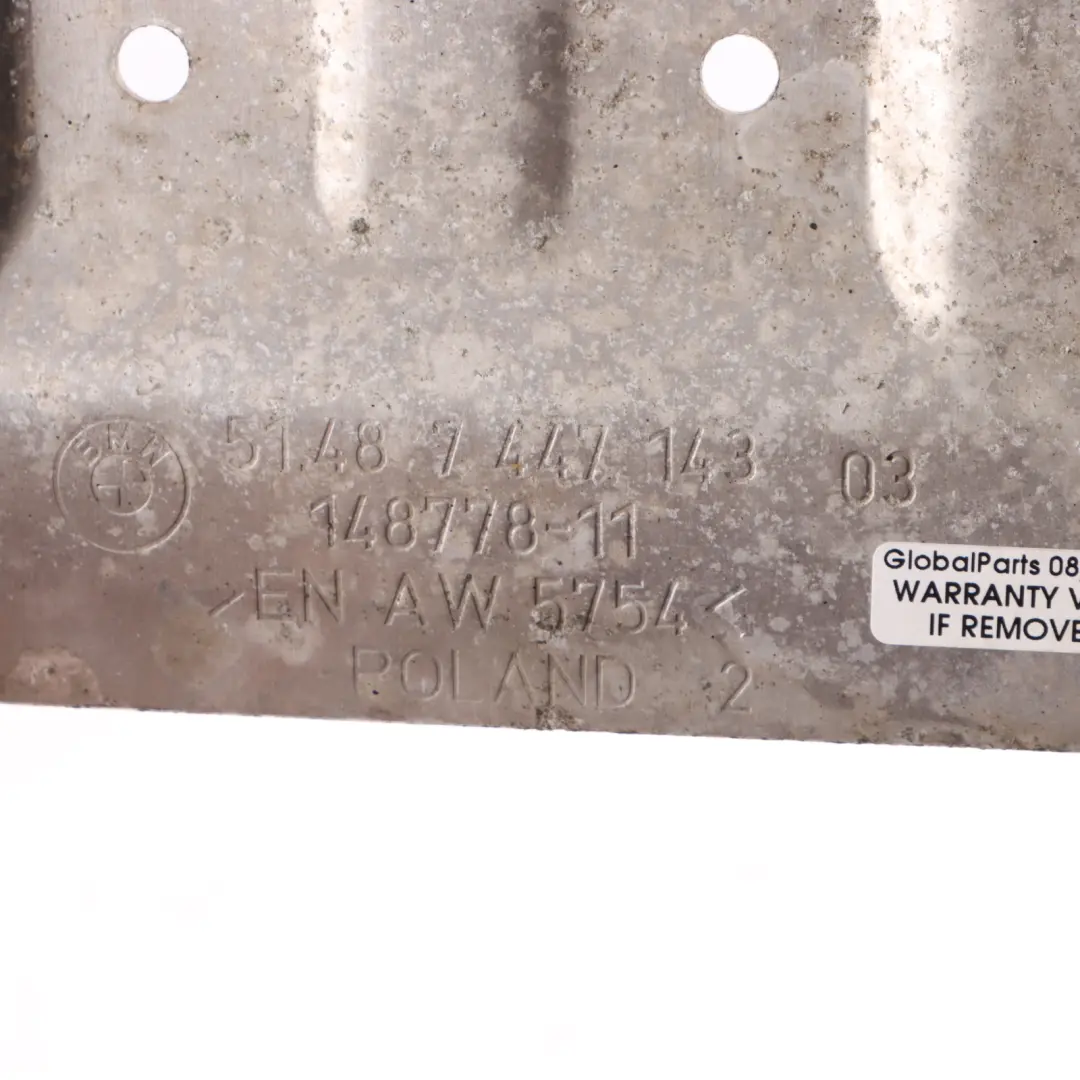 BMW
51.48 7 447 143 03
148778-11
>EN AW 5754<
POLAND 2
GlobalParts 08
WARRANTY V
IF REMOVE